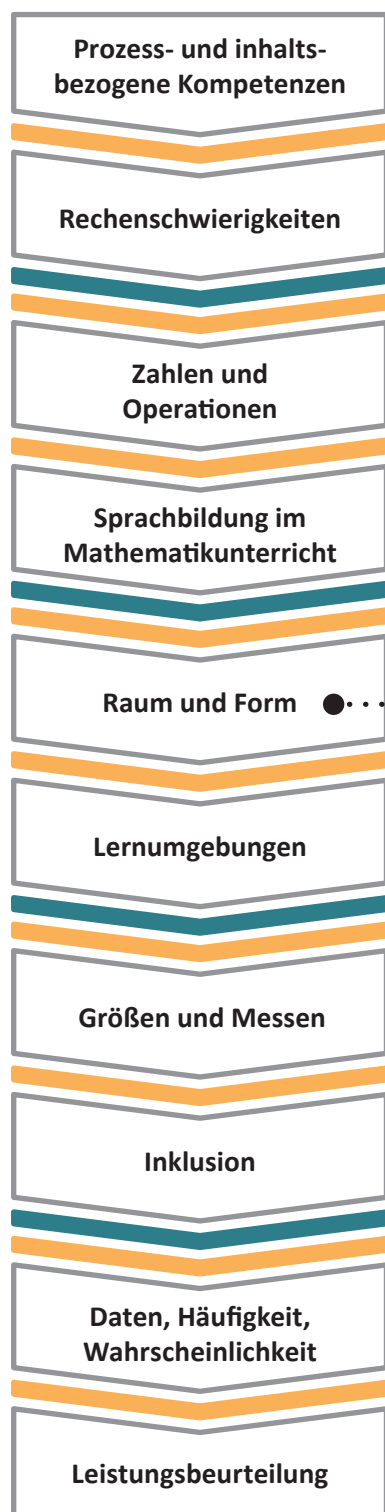 Prozess- und inhalts-
bezogene Kompetenzen
Rechenschwierigkeiten
Zahlen und
Operationen
Sprachbildung im
Mathematikunterricht
Raum und Form
Lernumgebungen
Größen und Messen
Inklusion
Daten, Häufigkeit,
Wahrscheinlichkeit
Leistungsbeurteilung